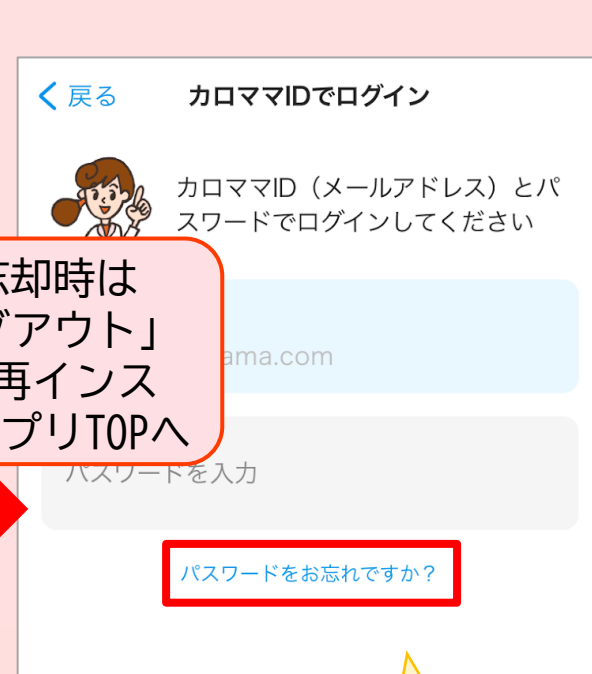 戻る
カロママIDでログイン
カロママID(メールアドレス)とパ
スワードでログインしてください
却時は
アウト」
再インス
プリTOPへ
ama.com
パスワードを入力
パスワードをお忘れですか?